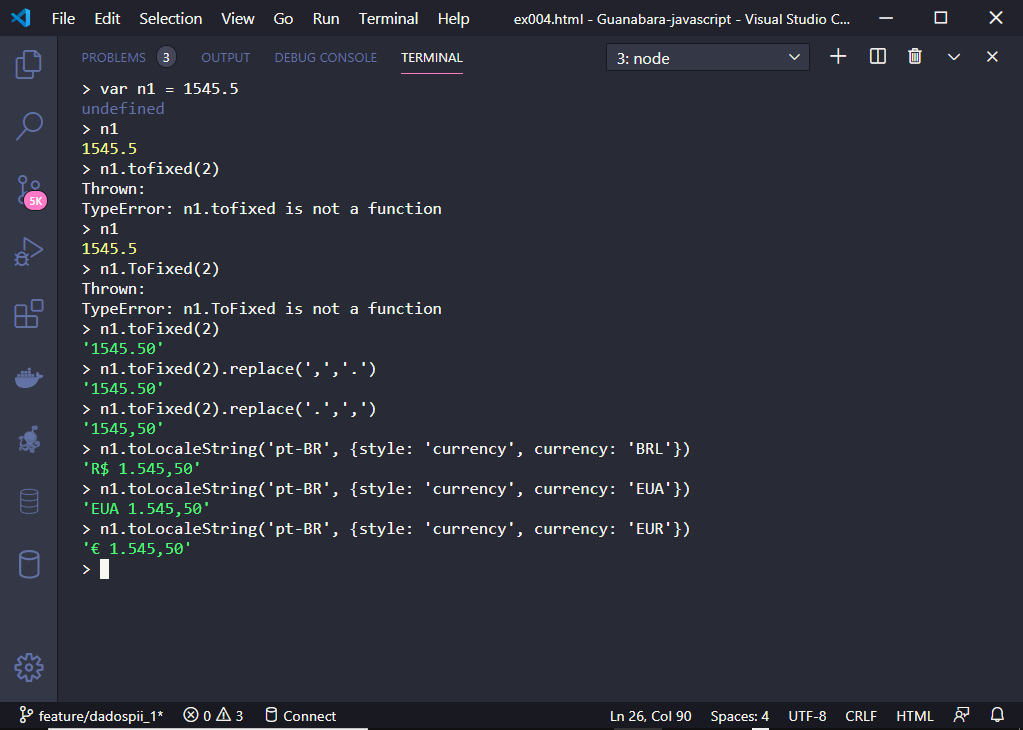 File Edit Selection View Go Run Terminal Help ex004.html - Guanabara-javascript - Visual Studio C...
PROBLEMS 3 OUTPUT DEBUG CONSOLE TERMINAL 3: node
> var n1 = 1545.5
undefined
> n1
1545.5
> n1.tofixed(2)
Thrown:
TypeError: n1.tofixed is not a function
> n1
1545.5
> n1.ToFixed(2)
Thrown:
TypeError: n1.ToFixed is not a function
> n1.toFixed(2)
'1545.50'
> n1.toFixed(2).replace(',','.')
'1545.50'
> n1.toFixed(2).replace('.',',')
'1545,50'
> n1.toLocaleString('pt-BR', {style: 'currency', currency: 'BRL'})
'R$ 1.545,50'
> n1.toLocaleString('pt-BR', {style: 'currency', currency: 'EUA'})
'EUA 1.545,50'
> n1.toLocaleString('pt-BR', {style: 'currency', currency: 'EUR'})
'€ 1.545,50'
>
5K
feature/dadospii_1* 0 3 Connect Ln 26, Col 90 Spaces: 4 UTF-8 CRLF HTML